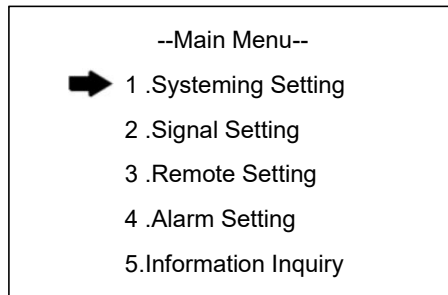 --Main Menu--
1 .Systeming Setting
2 .Signal Setting
3 .Remote Setting
4 .Alarm Setting
5.Information Inquiry